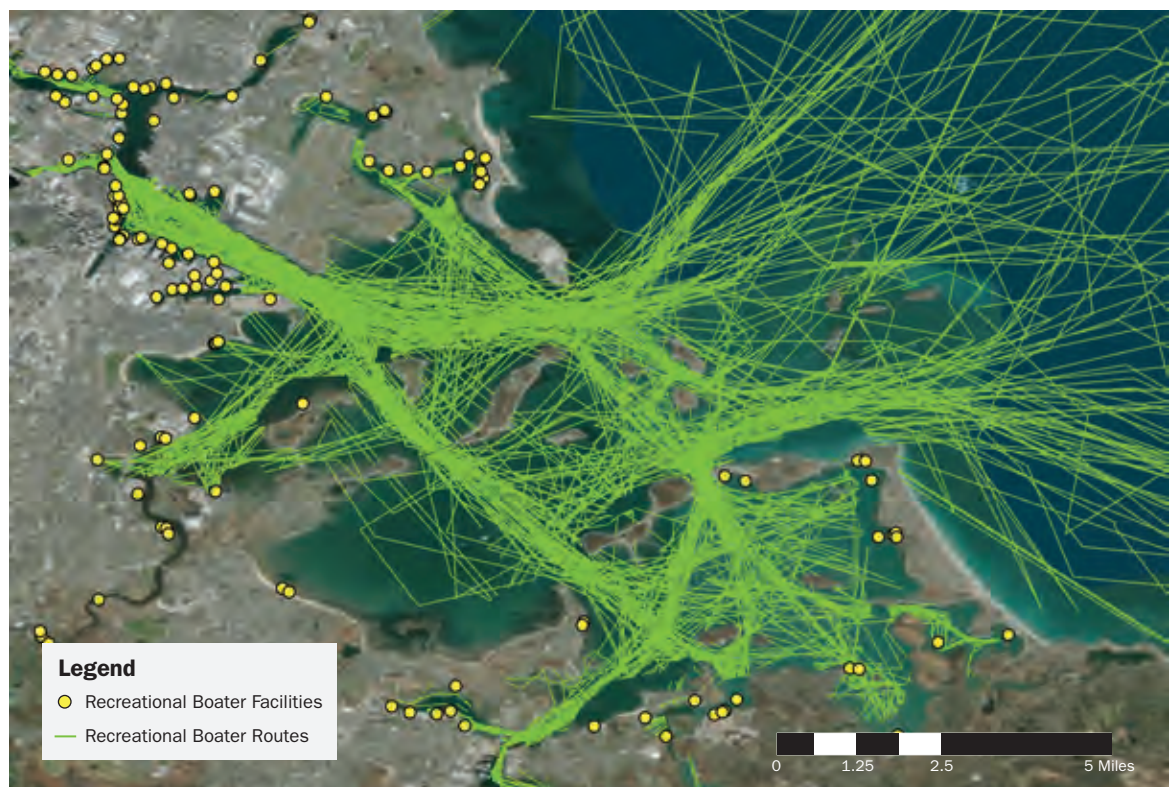 Legend
Recreational Boater Facilities
Recreational Boater Routes
0 1.25 2.5 5 Miles